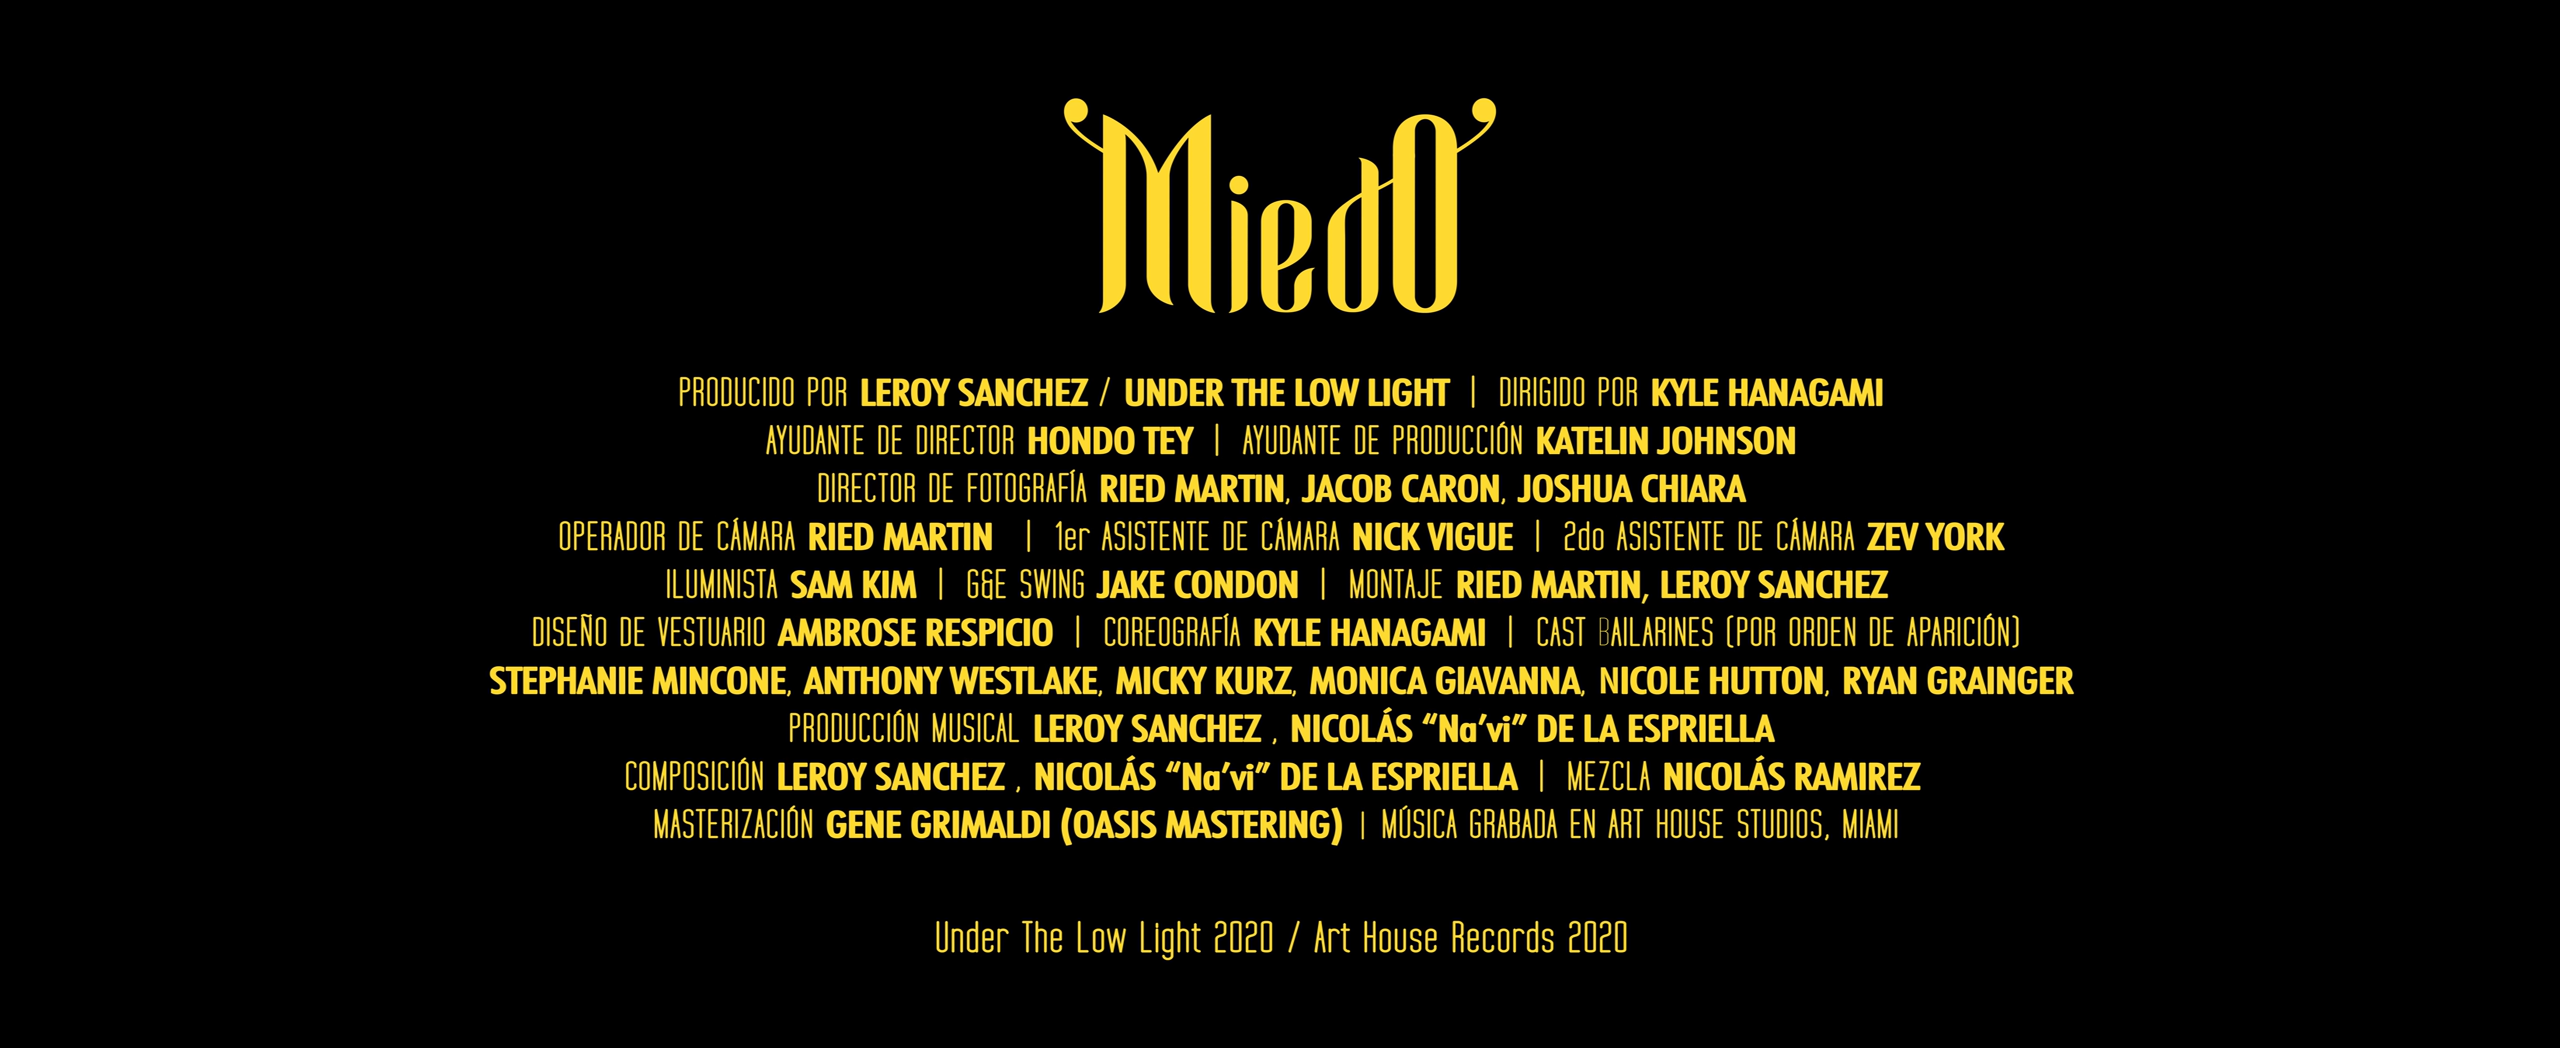 MiedO
PRODUCIDO POR LEROY SANCHEZ / UNDER THE LOW LIGHT | DIRIGIDO POR KYLE HANAGAMI
AYUDANTE DE DIRECTOR HONDO TEY | AYUDANTE DE PRODUCCIÓN KATELIN JOHNSON
DIRECTOR DE FOTOGRAFÍA RIED MARTIN, JACOB CARON, JOSHUA CHIARA
OPERADOR DE CÁMARA RIED MARTIN | 1er ASISTENTE DE CÁMARA NICK VIGUE | 2do ASISTENTE DE CÁMARA ZEV YORK
ILUMINISTA SAM KIM | G&E SWING JAKE CONDON | MONTAJE RIED MARTIN, LEROY SANCHEZ
DISEÑO DE VESTUARIO AMBROSE RESPICIO | COREOGRAFÍA KYLE HANAGAMI | CAST BAILARINES (POR ORDEN DE APARICIÓN)
STEPHANIE MINCONE, ANTHONY WESTLAKE, MICKY KURZ, MONICA GIAVANNA, NICOLE HUTTON, RYAN GRAINGER
PRODUCCIÓN MUSICAL LEROY SANCHEZ , NICOLÁS “Na’vi” DE LA ESPRIELLA
COMPOSICIÓN LEROY SANCHEZ , NICOLÁS “Na’vi” DE LA ESPRIELLA | MEZCLA NICOLÁS RAMIREZ
MASTERIZACIÓN GENE GRIMALDI (OASIS MASTERING) | MÚSICA GRABADA EN ART HOUSE STUDIOS, MIAMI
Under The Low Light 2020 / Art House Records 2020